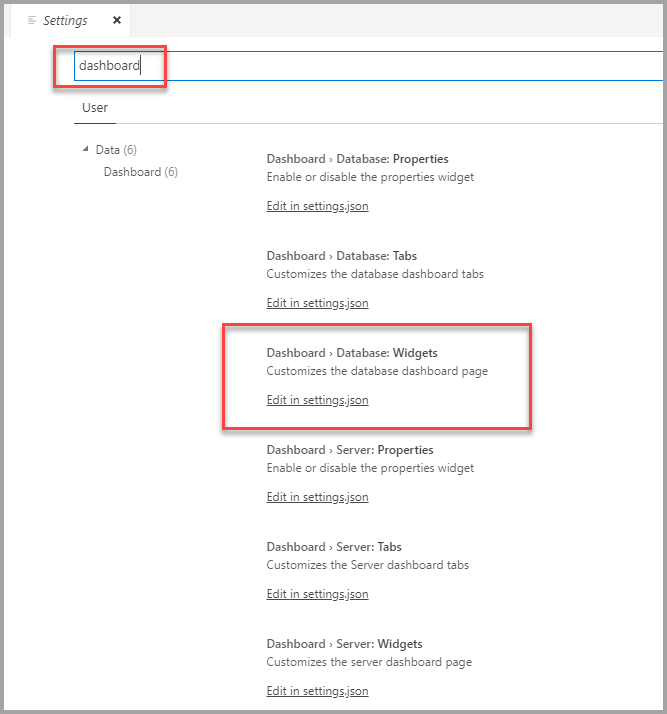 Settings
dashboard
User
Data (6)
Dashboard (6)
Dashboard › Database: Properties
Enable or disable the properties widget
Edit in settings.json
Dashboard › Database: Tabs
Customizes the database dashboard tabs
Edit in settings.json
Dashboard › Database: Widgets
Customizes the database dashboard page
Edit in settings.json
Dashboard › Server: Properties
Enable or disable the properties widget
Edit in settings.json
Dashboard › Server: Tabs
Customizes the Server dashboard tabs
Edit in settings.json
Dashboard › Server: Widgets
Customizes the server dashboard page
Edit in settings.json